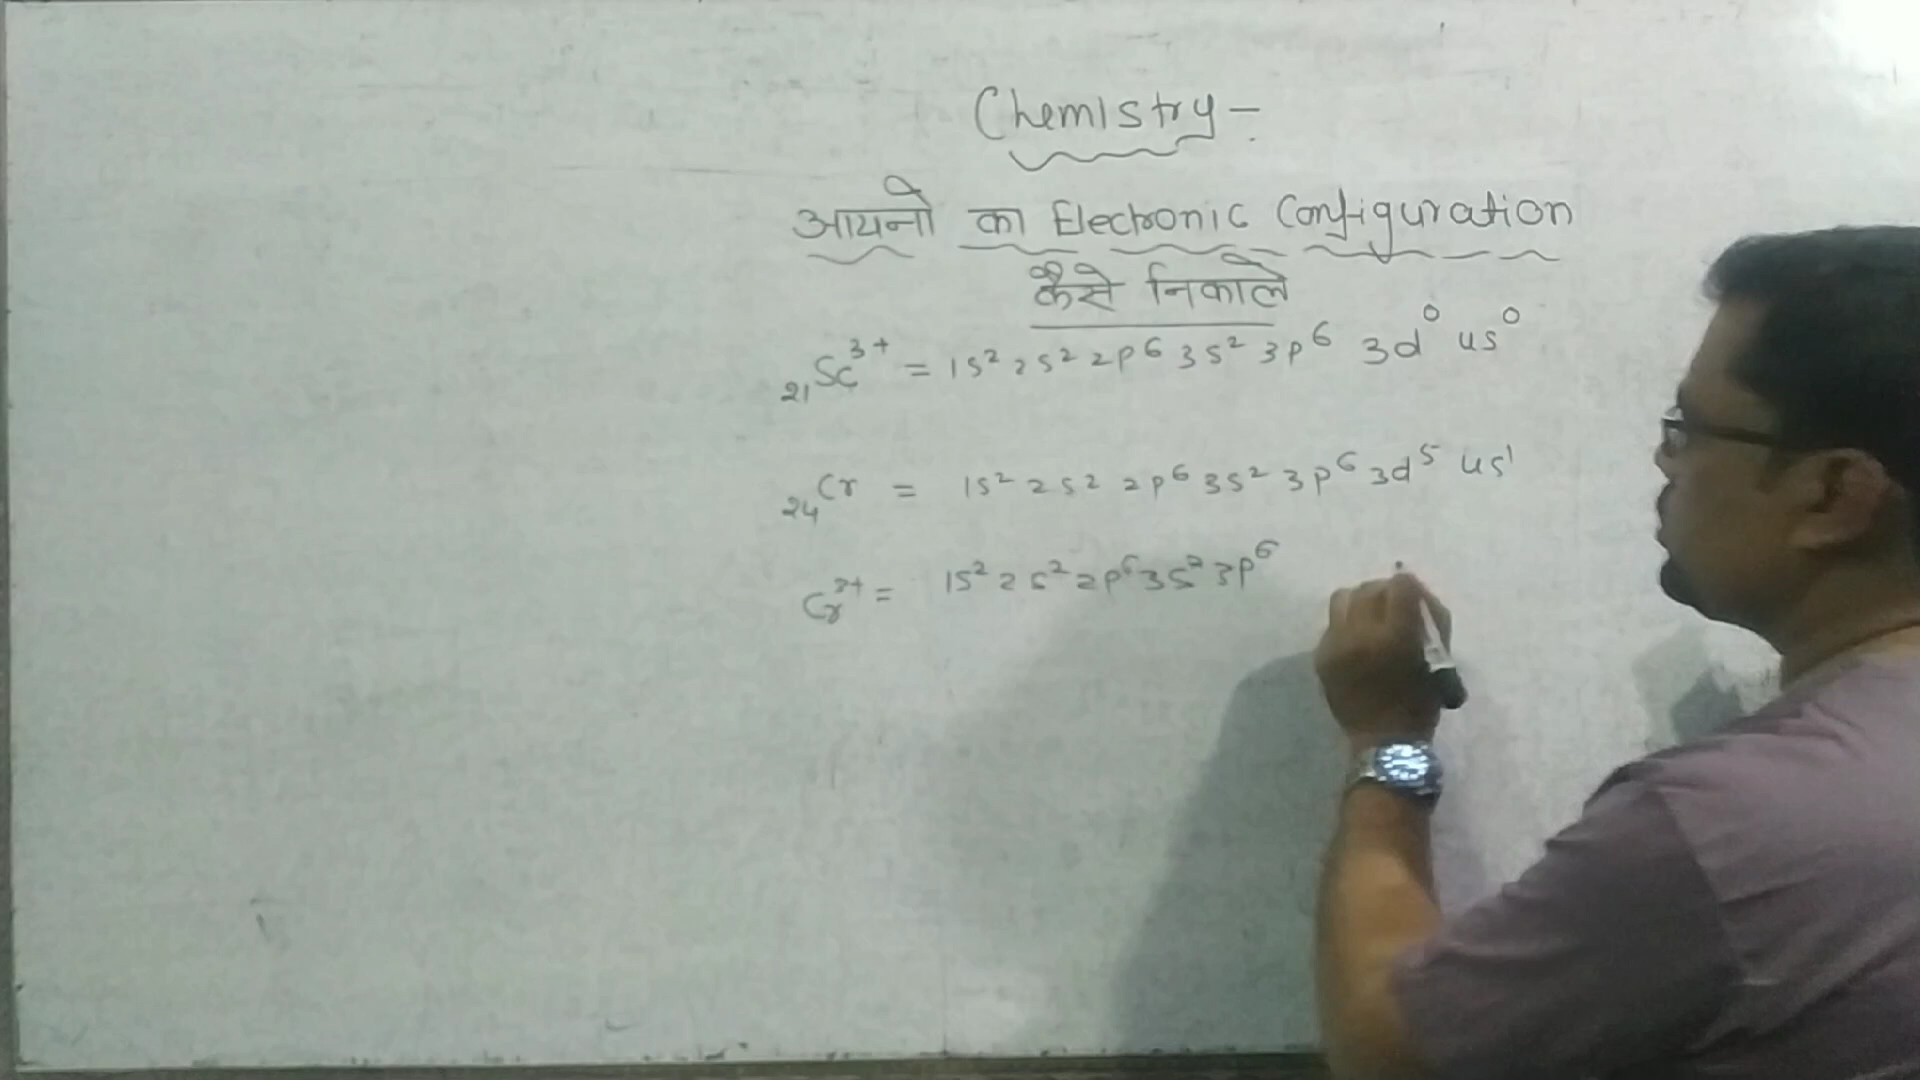 Chemistry -
आयनो का Electronic Configuration
कैसे निकाले
₂₁Sc³⁺ = 1s² 2s² 2p⁶ 3s² 3p⁶ 3d⁰ 4s⁰
₂₄Cr = 1s² 2s2 2p⁶ 3s² 3p⁶ 3d⁵ 4s¹
Cr³⁺ = 1s² 2s² 2p⁶ 3s² 3p⁶